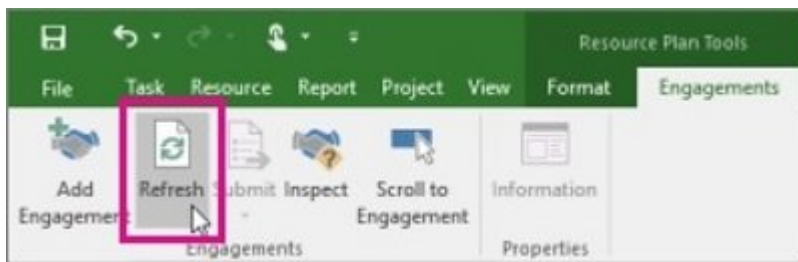 Resource Plan Tools
File Task Resource Report Project View Format Engagements
Add Engagement
Refresh
Submit
Inspect
Scroll to Engagement
Information
Engagements
Properties